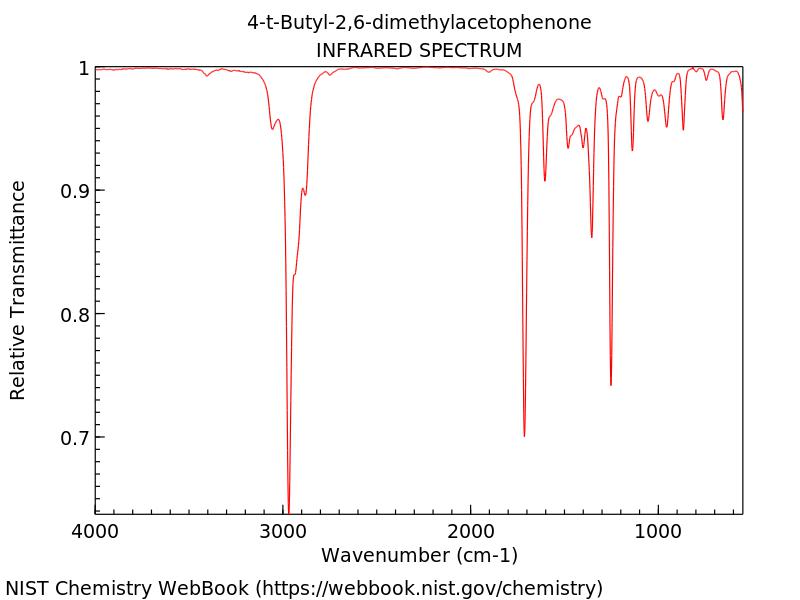 4-t-Butyl-2,6-dimethylacetophenone
INFRARED SPECTRUM
1
0.9
0.8
0.7
Relative Transmittance
4000 3000 2000 1000
Wavenumber (cm-1)
NIST Chemistry WebBook (https://webbook.nist.gov/chemistry)